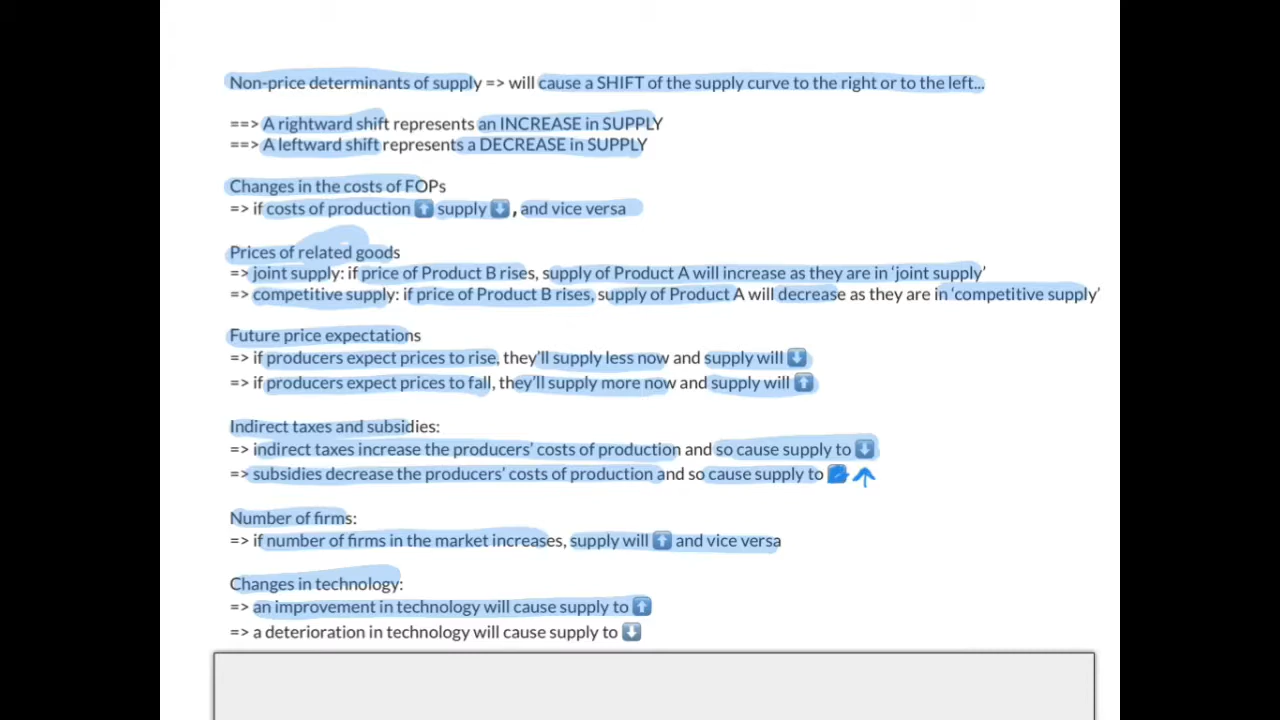 Non-price determinants of supply => will cause a SHIFT of the supply curve to the right or to the left...
==> A rightward shift represents an INCREASE in SUPPLY
==> A leftward shift represents a DECREASE in SUPPLY
Changes in the costs of FOPs
=> if costs of production ⬆️ supply ⬇️, and vice versa
Prices of related goods
=> joint supply: if price of Product B rises, supply of Product A will increase as they are in ‘joint supply’
=> competitive supply: if price of Product B rises, supply of Product A will decrease as they are in ‘competitive supply’
Future price expectations
=> if producers expect prices to rise, they’ll supply less now and supply will ⬇️
=> if producers expect prices to fall, they’ll supply more now and supply will ⬆️
Indirect taxes and subsidies:
=> indirect taxes increase the producers’ costs of production and so cause supply to ⬇️
=> subsidies decrease the producers’ costs of production and so cause supply to ↑
Number of firms:
=> if number of firms in the market increases, supply will ⬆️ and vice versa
Changes in technology:
=> an improvement in technology will cause supply to ⬆️
=> a deterioration in technology will cause supply to ⬇️